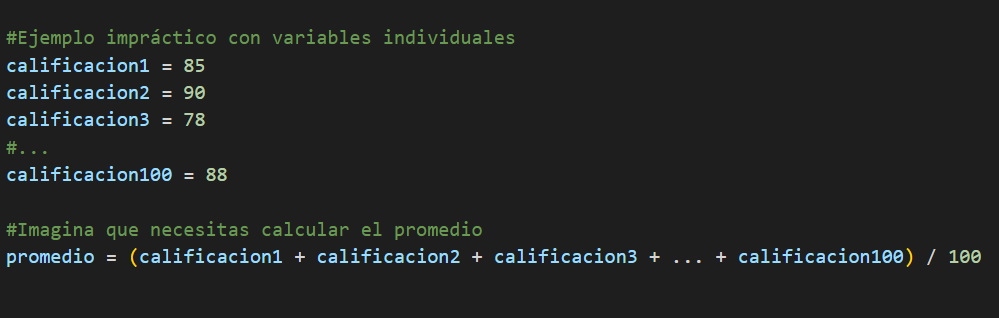 #Ejemplo impráctico con variables individuales
calificacion1 = 85
calificacion2 = 90
calificacion3 = 78
#...
calificacion100 = 88
#Imagina que necesitas calcular el promedio
promedio = (calificacion1 + calificacion2 + calificacion3 + ... + calificacion100) / 100